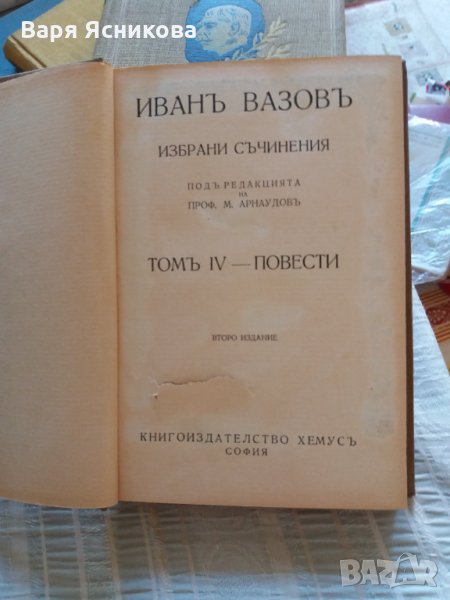 Варя Ясникова
ИВАНЪ ВАЗОВЪ
ИЗБРАНИ СЪЧИНЕНИЯ
ПОДЪ РЕДАКЦИЯТА
НА
ПРОФ. М. АРНАУДОВЪ
ТОМЪ IV — ПОВЕСТИ
ВТОРО ИЗДАНИЕ
КНИГОИЗДАТЕЛСТВО ХЕМУСЪ
СОФИЯ
BAZAR